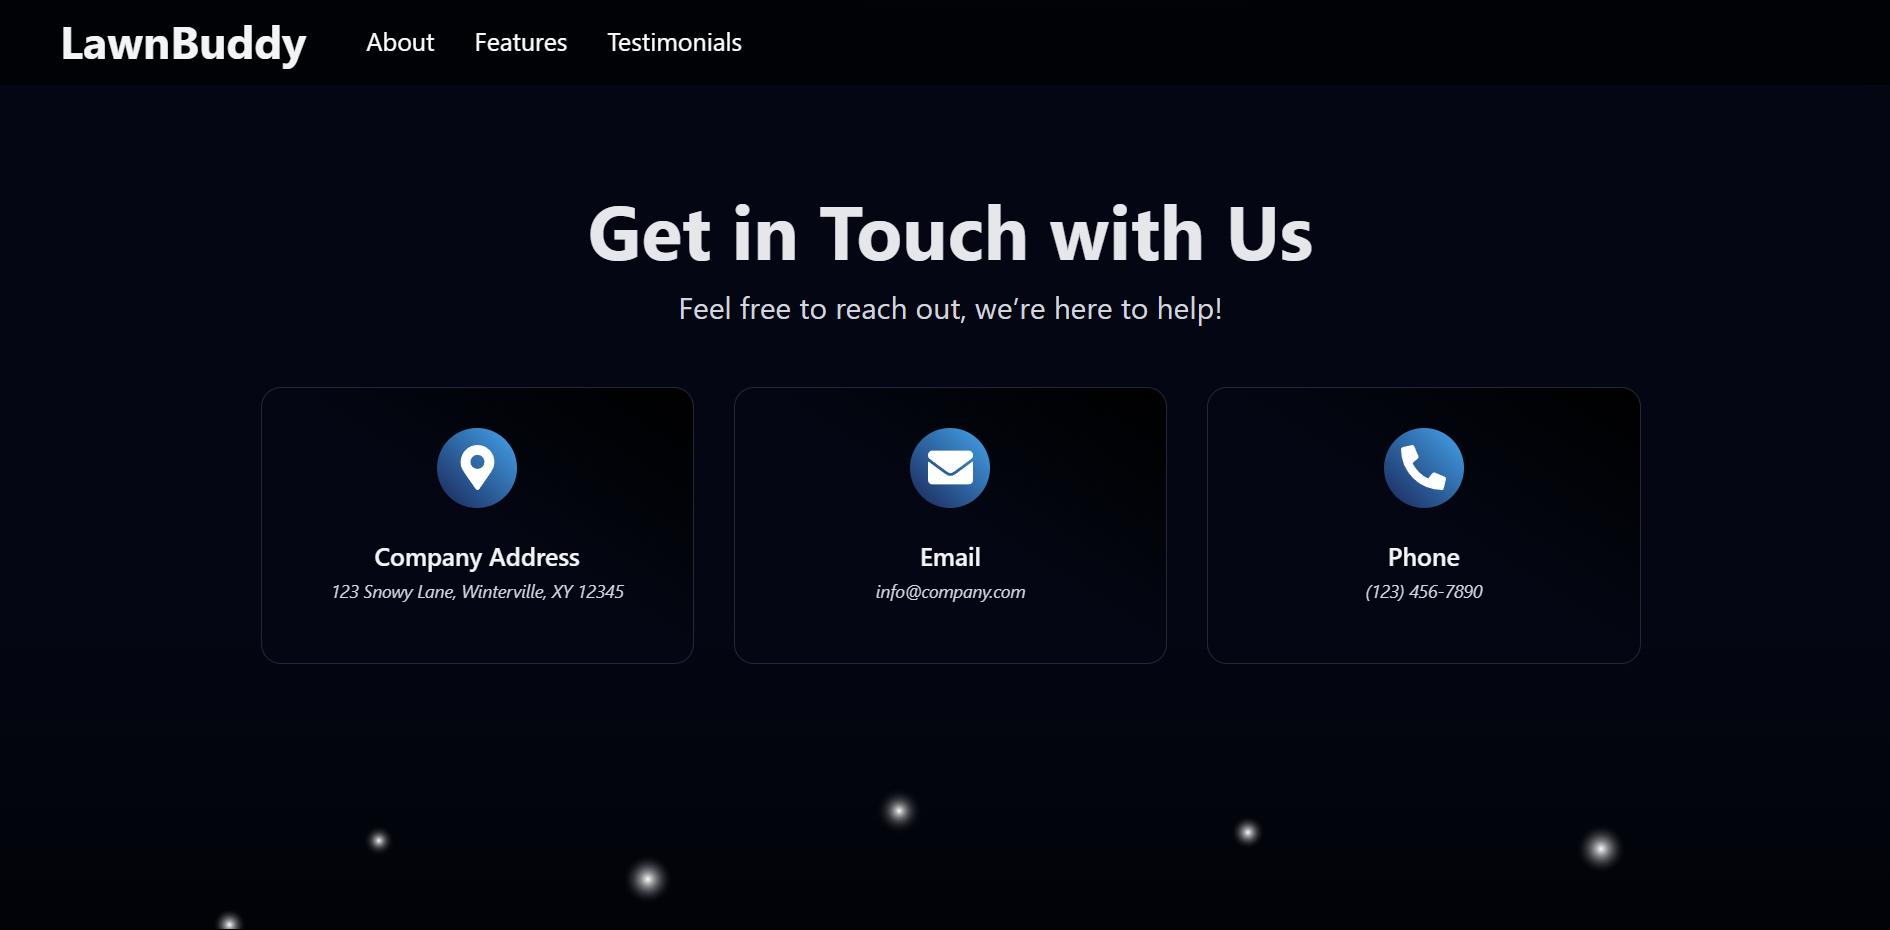 LawnBuddy About Features Testimonials
Get in Touch with Us
Feel free to reach out, we’re here to help!
Company Address
123 Snowy Lane, Winterville, XY 12345
Email
info@company.com
Phone
(123) 456-7890